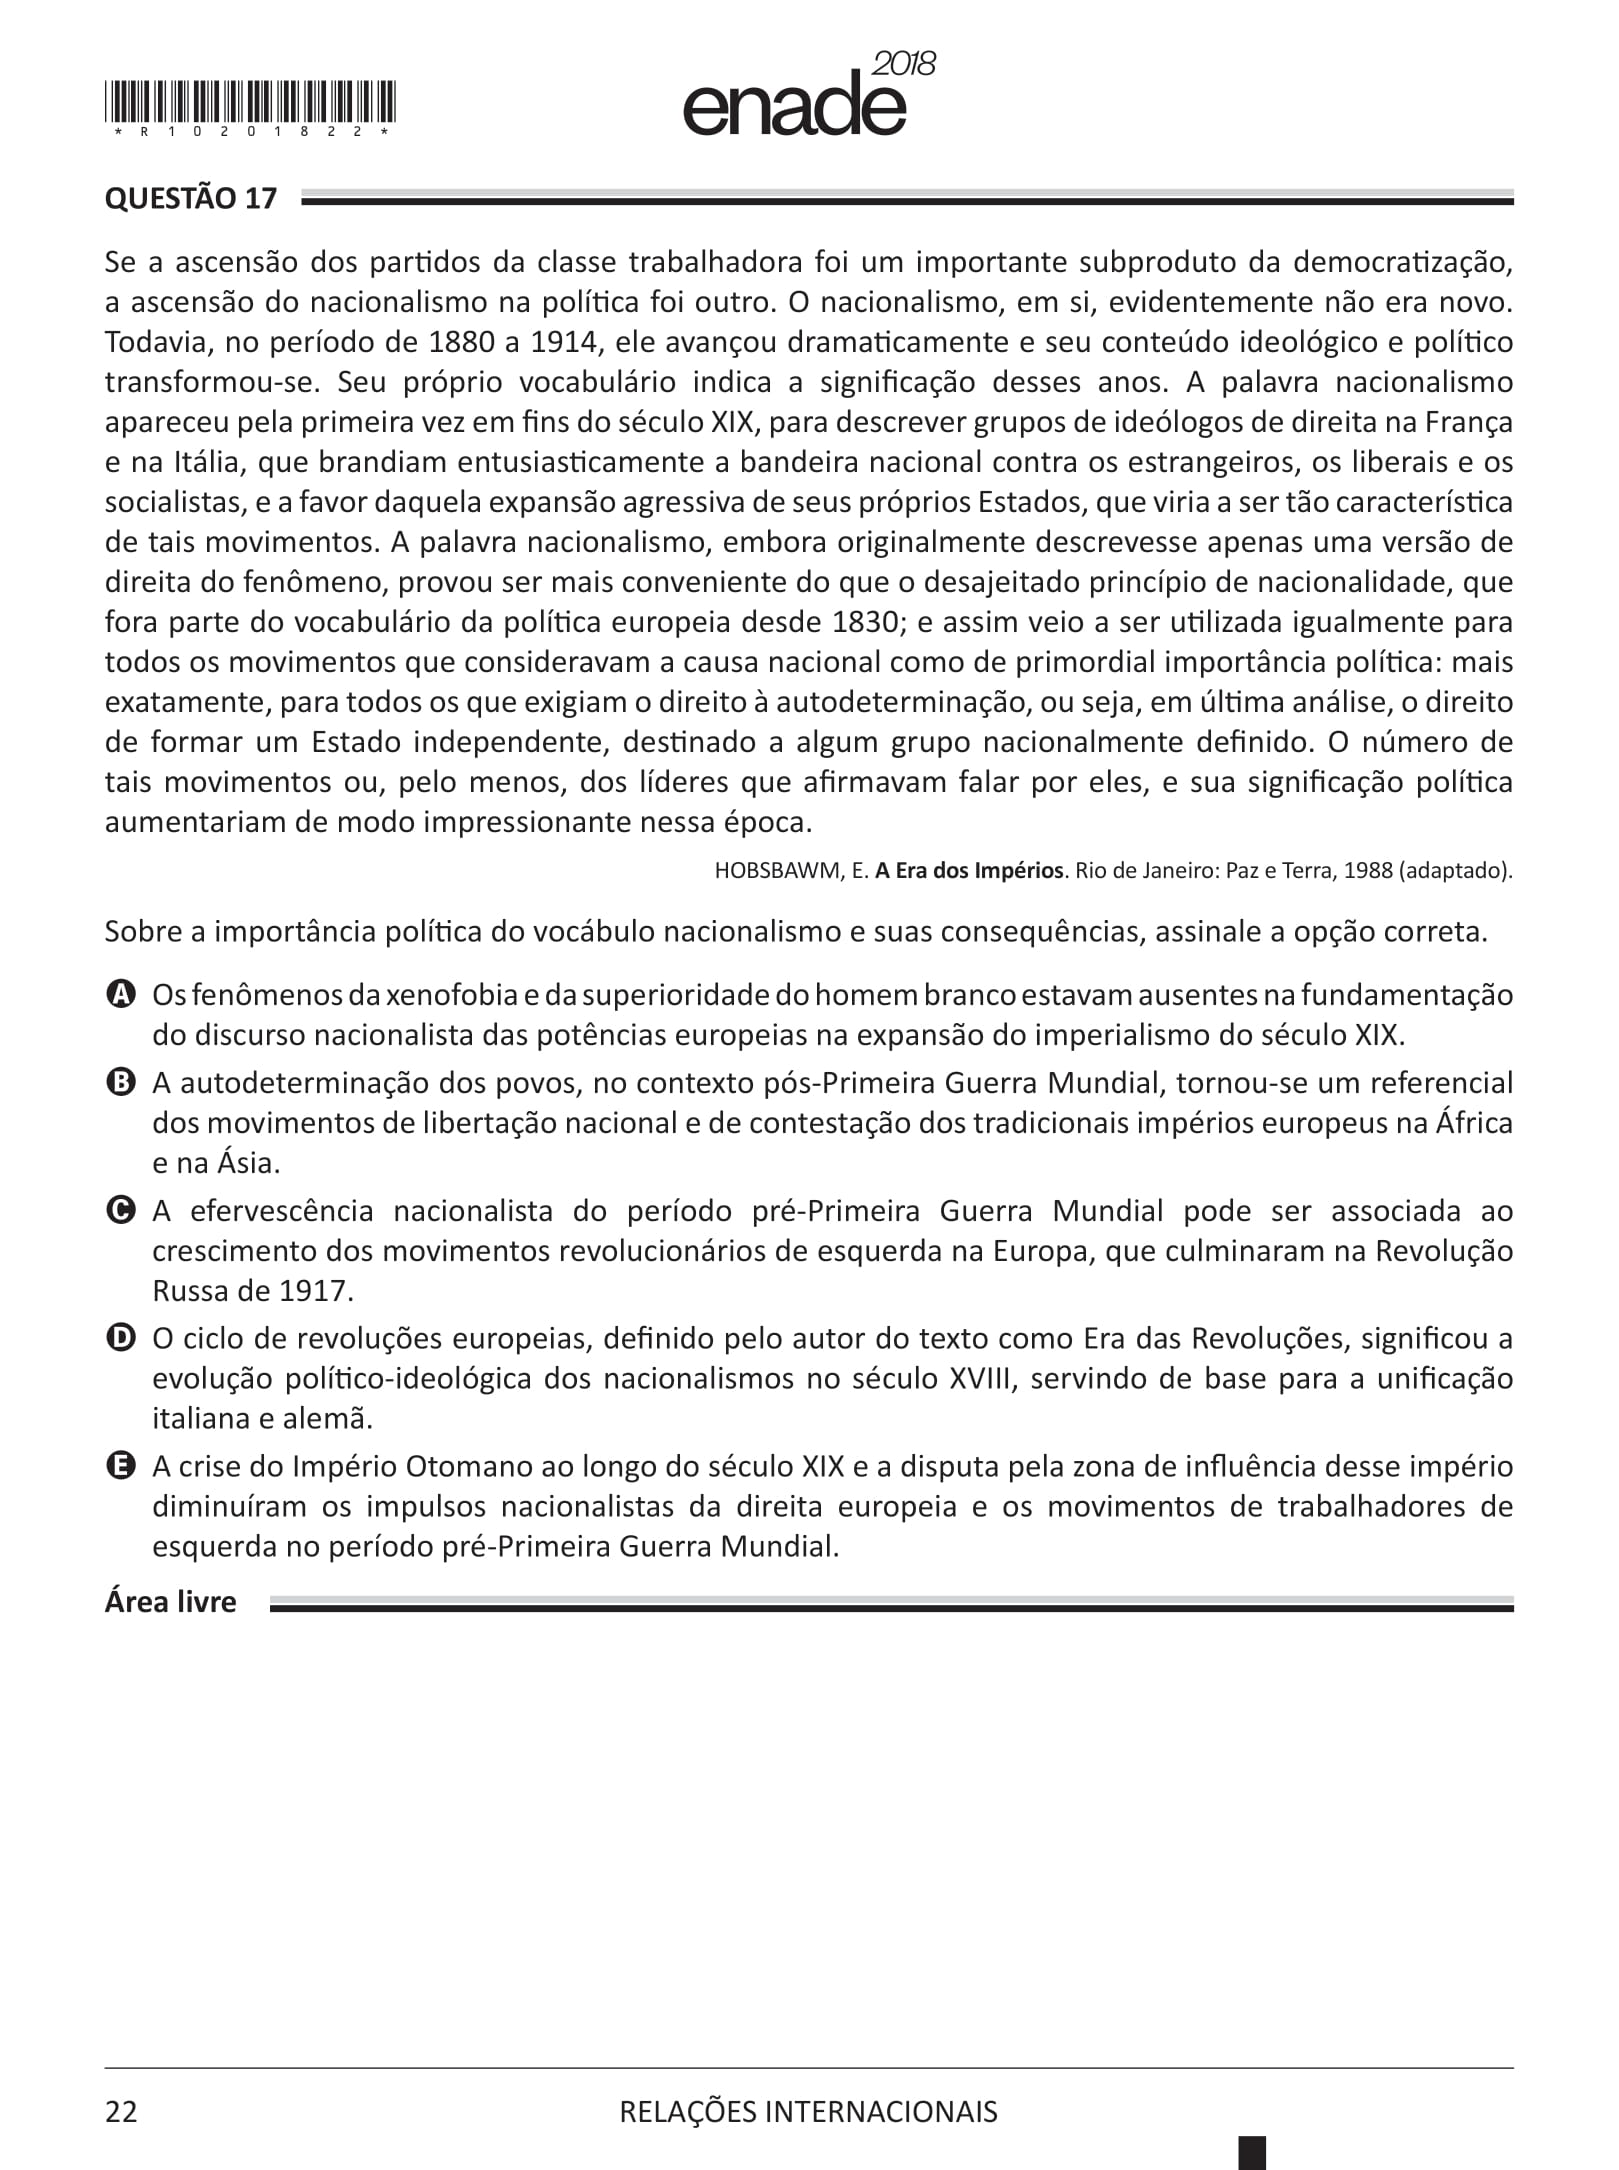 *R10201822*
enade 2018
QUESTÃO 17
Se a ascensão dos partidos da classe trabalhadora foi um importante subproduto da democratização,
a ascensão do nacionalismo na política foi outro. O nacionalismo, em si, evidentemente não era novo.
Todavia, no período de 1880 a 1914, ele avançou dramaticamente e seu conteúdo ideológico e político
transformou-se. Seu próprio vocabulário indica a significação desses anos. A palavra nacionalismo
apareceu pela primeira vez em fins do século XIX, para descrever grupos de ideólogos de direita na França
e na Itália, que brandiam entusiasticamente a bandeira nacional contra os estrangeiros, os liberais e os
socialistas, e a favor daquela expansão agressiva de seus próprios Estados, que viria a ser tão característica
de tais movimentos. A palavra nacionalismo, embora originalmente descrevesse apenas uma versão de
direita do fenômeno, provou ser mais conveniente do que o desajeitado princípio de nacionalidade, que
fora parte do vocabulário da política europeia desde 1830; e assim veio a ser utilizada igualmente para
todos os movimentos que consideravam a causa nacional como de primordial importância política: mais
exatamente, para todos os que exigiam o direito à autodeterminação, ou seja, em última análise, o direito
de formar um Estado independente, destinado a algum grupo nacionalmente definido. O número de
tais movimentos ou, pelo menos, dos líderes que afirmavam falar por eles, e sua significação política
aumentariam de modo impressionante nessa época.
HOBSBAWM, E. A Era dos Impérios. Rio de Janeiro: Paz e Terra, 1988 (adaptado).
Sobre a importância política do vocábulo nacionalismo e suas consequências, assinale a opção correta.
A Os fenômenos da xenofobia e da superioridade do homem branco estavam ausentes na fundamentação
do discurso nacionalista das potências europeias na expansão do imperialismo do século XIX.
B A autodeterminação dos povos, no contexto pós-Primeira Guerra Mundial, tornou-se um referencial
dos movimentos de libertação nacional e de contestação dos tradicionais impérios europeus na África
e na Ásia.
C A efervescência nacionalista do período pré-Primeira Guerra Mundial pode ser associada ao
crescimento dos movimentos revolucionários de esquerda na Europa, que culminaram na Revolução
Russa de 1917.
D O ciclo de revoluções europeias, definido pelo autor do texto como Era das Revoluções, significou a
evolução político-ideológica dos nacionalismos no século XVIII, servindo de base para a unificação
italiana e alemã.
E A crise do Império Otomano ao longo do século XIX e a disputa pela zona de influência desse império
diminuíram os impulsos nacionalistas da direita europeia e os movimentos de trabalhadores de
esquerda no período pré-Primeira Guerra Mundial.
Área livre
22
RELAÇÕES INTERNACIONAIS